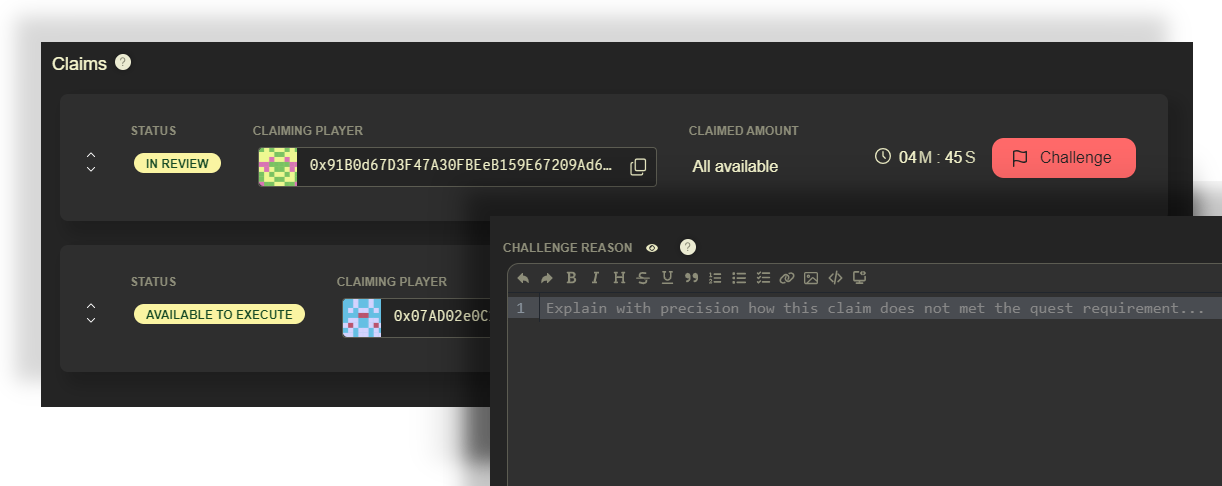 Claims ?
STATUS CLAIMING PLAYER CLAIMED AMOUNT
IN REVIEW 0x91B0d67D3F47A30FBEeB159E67209Ad6… All available 04M : 45S Challenge
CHALLENGE REASON ?
STATUS CLAIMING PLAYER
B I H S U
AVAILABLE TO EXECUTE 0x07AD02e0C
1 Explain with precision how this claim does not met the quest requirement...